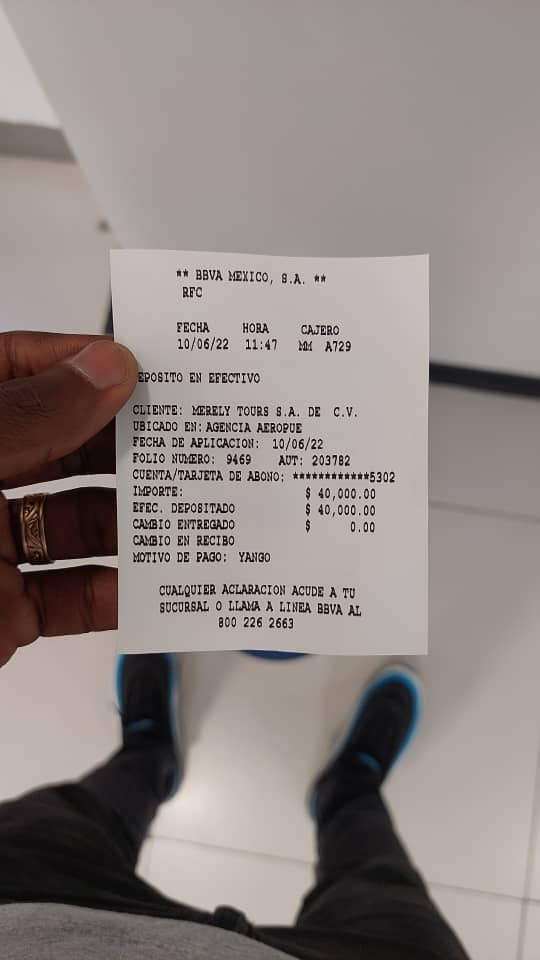 ** BBVA MEXICO, S.A. **
RFC
FECHA HORA CAJERO
10/06/22 11:47 MM A729
EPOSITO EN EFECTIVO
CLIENTE: MERELY TOURS S.A. DE C.V.
UBICADO EN: AGENCIA AEROPUE
FECHA DE APLICACION: 10/06/22
FOLIO NUMERO: 9469 AUT: 203782
CUENTA/TARJETA DE ABONO: ************5302
IMPORTE: $ 40,000.00
EFEC. DEPOSITADO $ 40,000.00
CAMBIO ENTREGADO $ 0.00
CAMBIO EN RECIBO
MOTIVO DE PAGO: YANGO
CUALQUIER ACLARACION ACUDE A TU
SUCURSAL O LLAMA A LINEA BBVA AL
800 226 2663